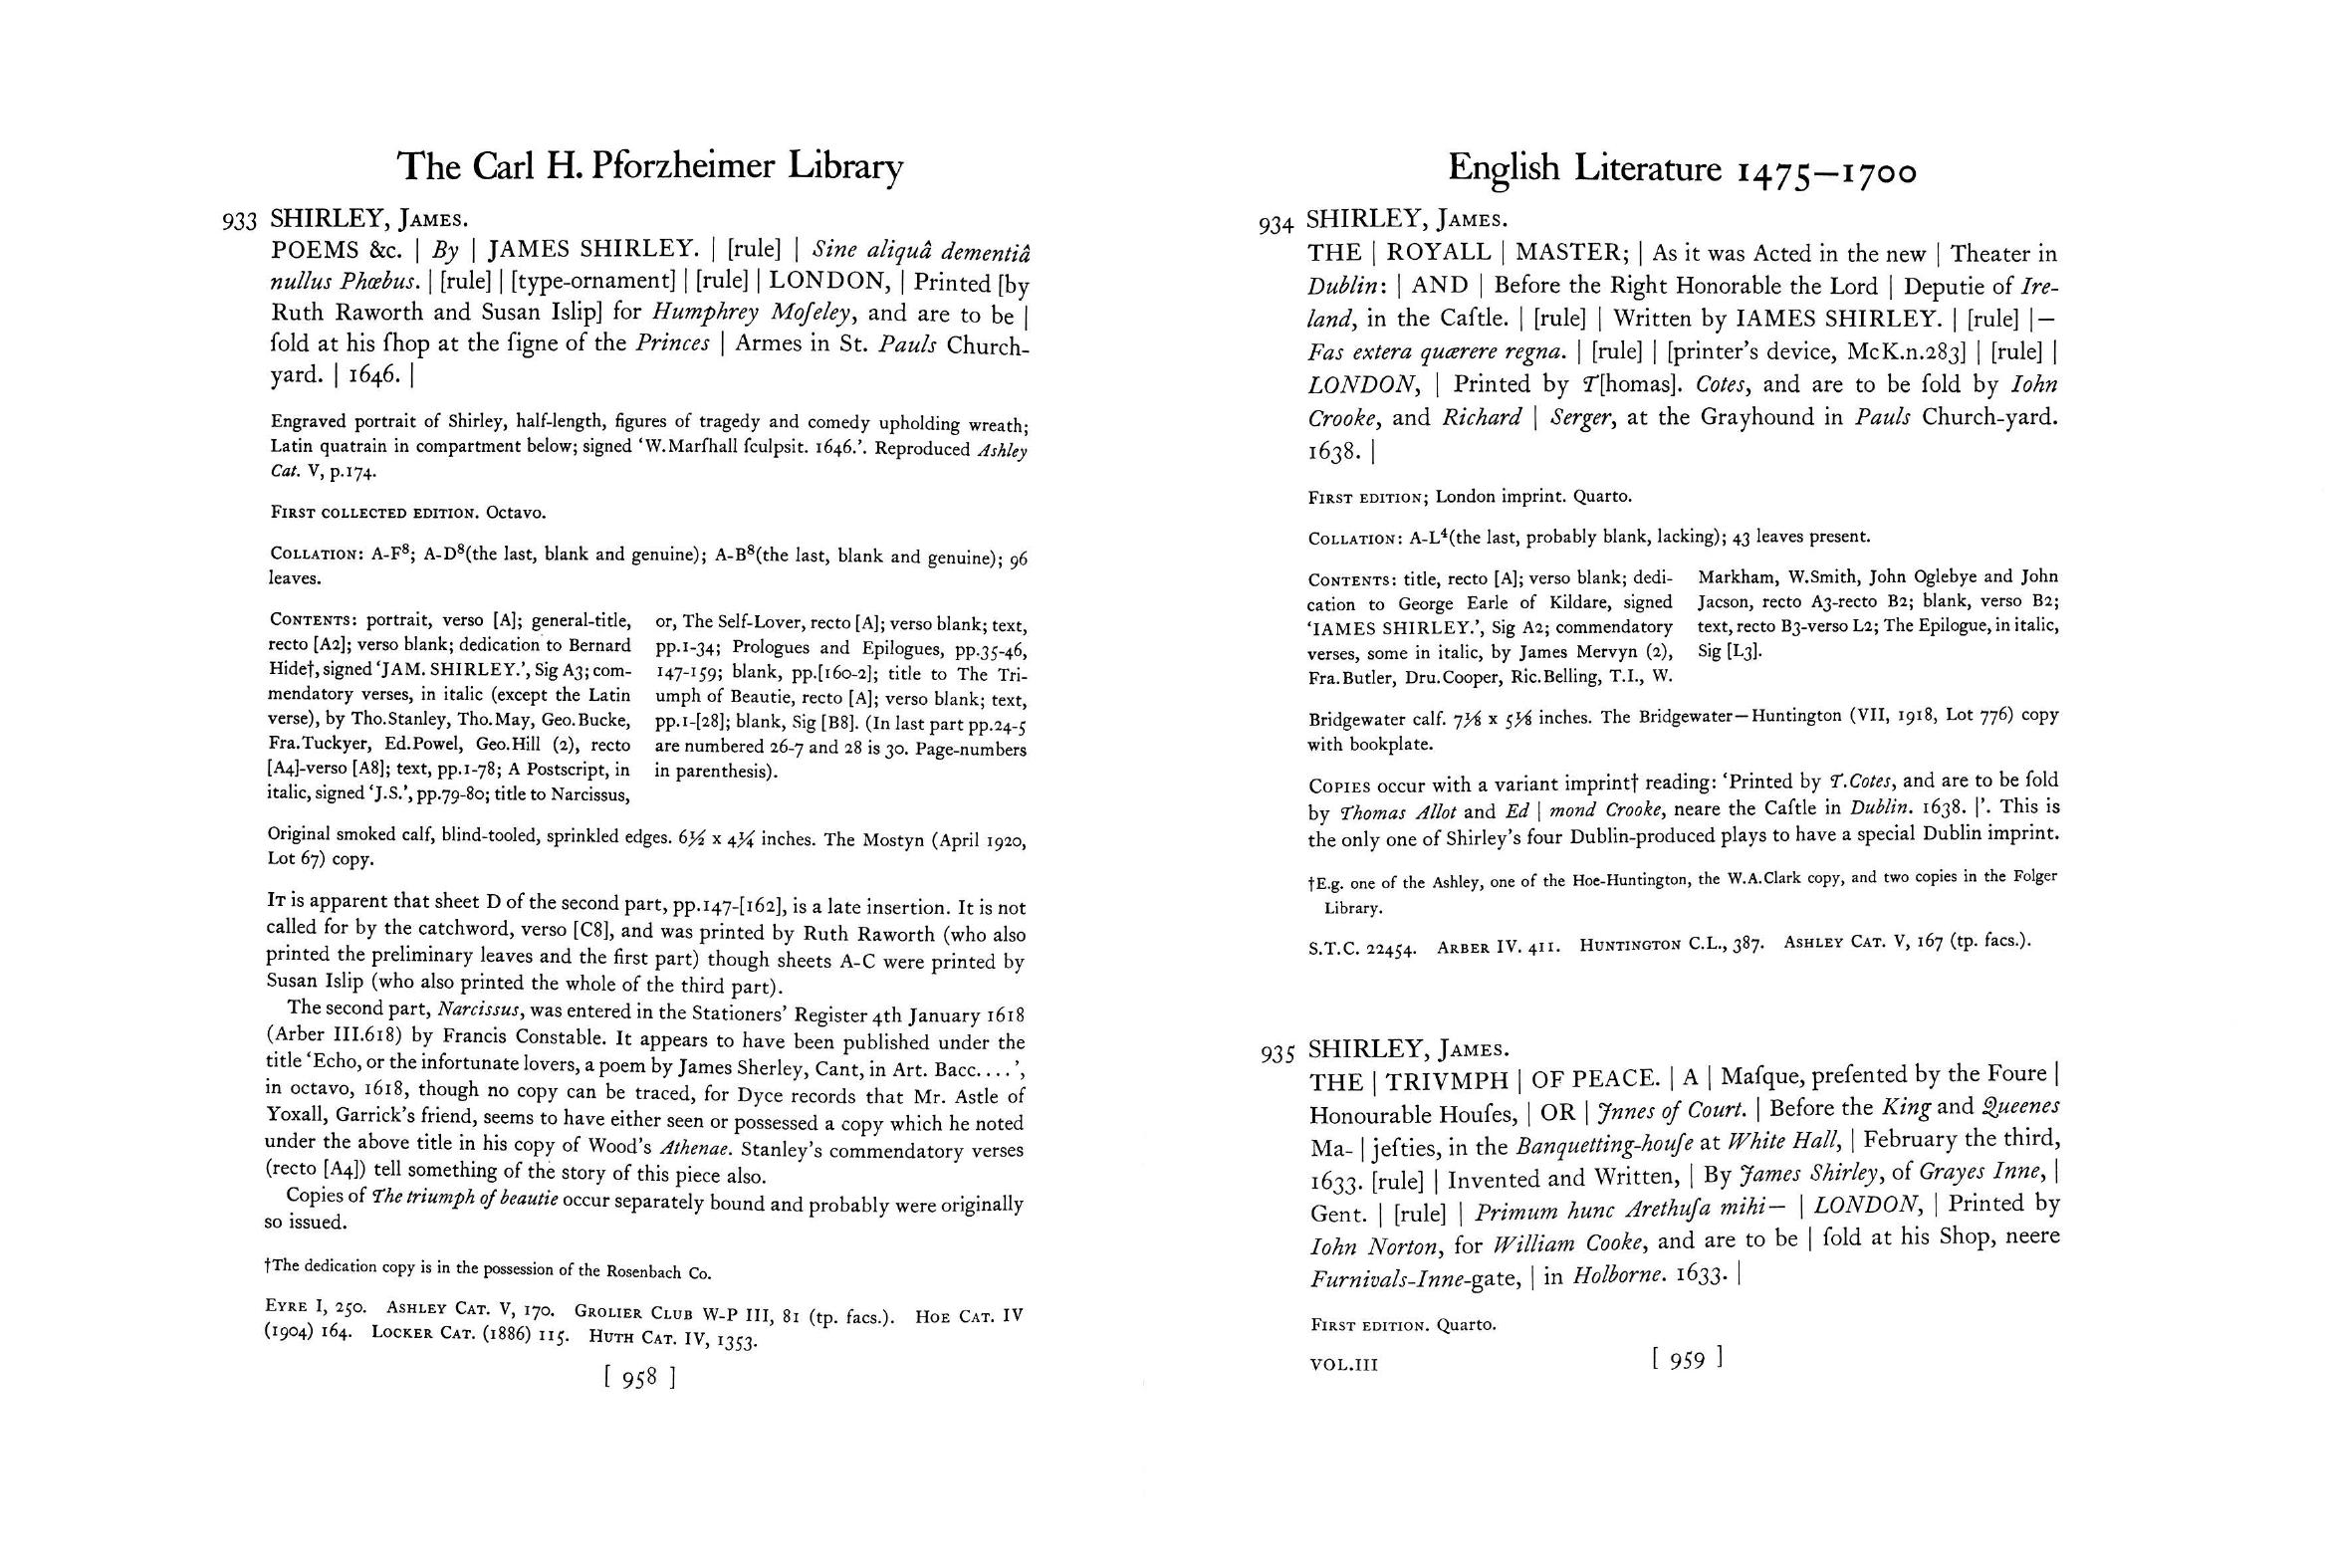 The Carl H. Pforzheimer Library
933 SHIRLEY, JAMES.
POEMS &c. | By | JAMES SHIRLEY. | [rule] | Sine aliquâ dementiâ
nullus Phœbus. | [rule] | [type-ornament] | [rule] | LONDON, | Printed [by
Ruth Raworth and Susan Islip] for Humphrey Moſeley, and are to be |
ſold at his ſhop at the ſigne of the Princes | Armes in St. Pauls Church-
yard. | 1646. |
Engraved portrait of Shirley, half-length, figures of tragedy and comedy upholding wreath;
Latin quatrain in compartment below; signed ‘W.Marſhall ſculpsit. 1646.’. Reproduced Ashley
Cat. V, p.174.
FIRST COLLECTED EDITION. Octavo.
COLLATION: A-F⁸; A-D⁸(the last, blank and genuine); A-B⁸(the last, blank and genuine); 96
leaves.
CONTENTS: portrait, verso [A]; general-title,
recto [A2]; verso blank; dedication to Bernard
Hide†, signed ‘JAM. SHIRLEY.’, Sig A3; com-
mendatory verses, in italic (except the Latin
verse), by Tho.Stanley, Tho.May, Geo.Bucke,
Fra.Tuckyer, Ed.Powel, Geo.Hill (2), recto
[A4]-verso [A8]; text, pp.1-78; A Postscript, in
italic, signed ‘J.S.’, pp.79-80; title to Narcissus,
or, The Self-Lover, recto [A]; verso blank; text,
pp.1-34; Prologues and Epilogues, pp.35-46,
147-159; blank, pp.[160-2]; title to The Tri-
umph of Beautie, recto [A]; verso blank; text,
pp.1-[28]; blank, Sig [B8]. (In last part pp.24-5
are numbered 26-7 and 28 is 30. Page-numbers
in parenthesis).
Original smoked calf, blind-tooled, sprinkled edges. 6½ x 4¼ inches. The Mostyn (April 1920,
Lot 67) copy.
IT is apparent that sheet D of the second part, pp.147-[162], is a late insertion. It is not
called for by the catchword, verso [C8], and was printed by Ruth Raworth (who also
printed the preliminary leaves and the first part) though sheets A-C were printed by
Susan Islip (who also printed the whole of the third part).
The second part, Narcissus, was entered in the Stationers’ Register 4th January 1618
(Arber III.618) by Francis Constable. It appears to have been published under the
title ‘Echo, or the infortunate lovers, a poem by James Sherley, Cant, in Art. Bacc....’,
in octavo, 1618, though no copy can be traced, for Dyce records that Mr. Astle of
Yoxall, Garrick’s friend, seems to have either seen or possessed a copy which he noted
under the above title in his copy of Wood’s Athenae. Stanley’s commendatory verses
(recto [A4]) tell something of the story of this piece also.
Copies of The triumph of beautie occur separately bound and probably were originally
so issued.
†The dedication copy is in the possession of the Rosenbach Co.
EYRE I, 250. ASHLEY CAT. V, 170. GROLIER CLUB W-P III, 81 (tp. facs.). HOE CAT. IV
(1904) 164. LOCKER CAT. (1886) 115. HUTH CAT. IV, 1353.
[ 958 ]
English Literature 1475—1700
934 SHIRLEY, JAMES.
THE | ROYALL | MASTER; | As it was Acted in the new | Theater in
Dublin: | AND | Before the Right Honorable the Lord | Deputie of Ire-
land, in the Caſtle. | [rule] | Written by IAMES SHIRLEY. | [rule] |—
Fas extera quærere regna. | [rule] | [printer’s device, McK.n.283] | [rule] |
LONDON, | Printed by T[homas]. Cotes, and are to be ſold by Iohn
Crooke, and Richard | Serger, at the Grayhound in Pauls Church-yard.
1638. |
FIRST EDITION; London imprint. Quarto.
COLLATION: A-L⁴(the last, probably blank, lacking); 43 leaves present.
CONTENTS: title, recto [A]; verso blank; dedi-
cation to George Earle of Kildare, signed
‘IAMES SHIRLEY.’, Sig A2; commendatory
verses, some in italic, by James Mervyn (2),
Fra.Butler, Dru.Cooper, Ric.Belling, T.I., W.
Markham, W.Smith, John Oglebye and John
Jacson, recto A3-recto B2; blank, verso B2;
text, recto B3-verso L2; The Epilogue, in italic,
Sig [L3].
Bridgewater calf. 7⅛ x 5⅛ inches. The Bridgewater—Huntington (VII, 1918, Lot 776) copy
with bookplate.
COPIES occur with a variant imprint† reading: ‘Printed by T.Cotes, and are to be ſold
by Thomas Allot and Ed | mond Crooke, neare the Caſtle in Dublin. 1638. |’. This is
the only one of Shirley’s four Dublin-produced plays to have a special Dublin imprint.
†E.g. one of the Ashley, one of the Hoe-Huntington, the W.A.Clark copy, and two copies in the Folger
Library.
S.T.C. 22454. ARBER IV. 411. HUNTINGTON C.L., 387. ASHLEY CAT. V, 167 (tp. facs.).
935 SHIRLEY, JAMES.
THE | TRIVMPH | OF PEACE. | A | Maſque, preſented by the Foure |
Honourable Houſes, | OR | Jnnes of Court. | Before the King and Queenes
Ma- | jeſties, in the Banquetting-houſe at White Hall, | February the third,
1633. [rule] | Invented and Written, | By James Shirley, of Grayes Inne, |
Gent. | [rule] | Primum hunc Arethuſa mihi— | LONDON, | Printed by
Iohn Norton, for William Cooke, and are to be | ſold at his Shop, neere
Furnivals-Inne-gate, | in Holborne. 1633. |
FIRST EDITION. Quarto.
VOL.III
[ 959 ]